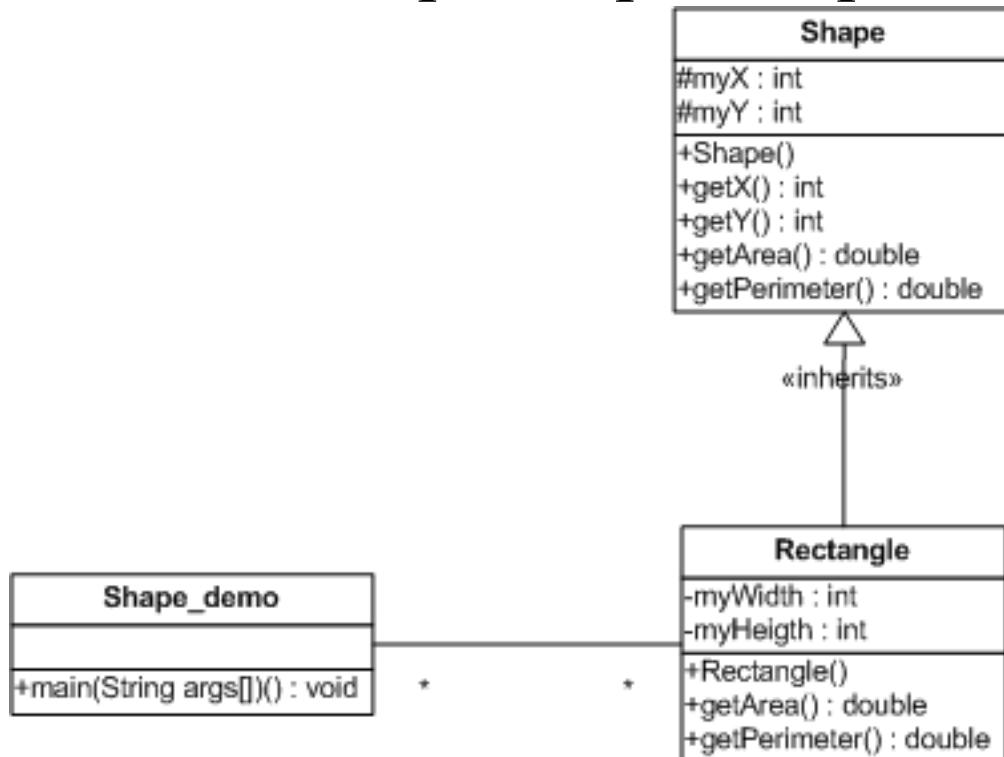 Shape
#myX : int
#myY : int
+Shape()
+getX() : int
+getY() : int
+getArea() : double
+getPerimeter() : double
«inherits»
Rectangle
-myWidth : int
-myHeigth : int
+Rectangle()
+getArea() : double
+getPerimeter() : double
Shape_demo
+main(String args[])() : void
*
*